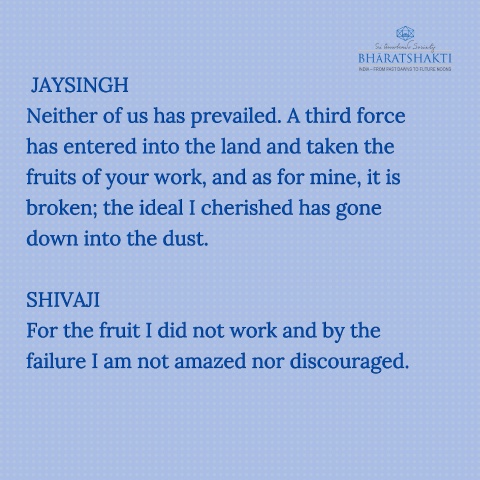 Sri Aurobindo Society
BHĀRATSHAKTI
INDIA—FROM PAST DAWNS TO FUTURE NOONS
JAYSINGH
Neither of us has prevailed. A third force
has entered into the land and taken the
fruits of your work, and as for mine, it is
broken; the ideal I cherished has gone
down into the dust.
SHIVAJI
For the fruit I did not work and by the
failure I am not amazed nor discouraged.